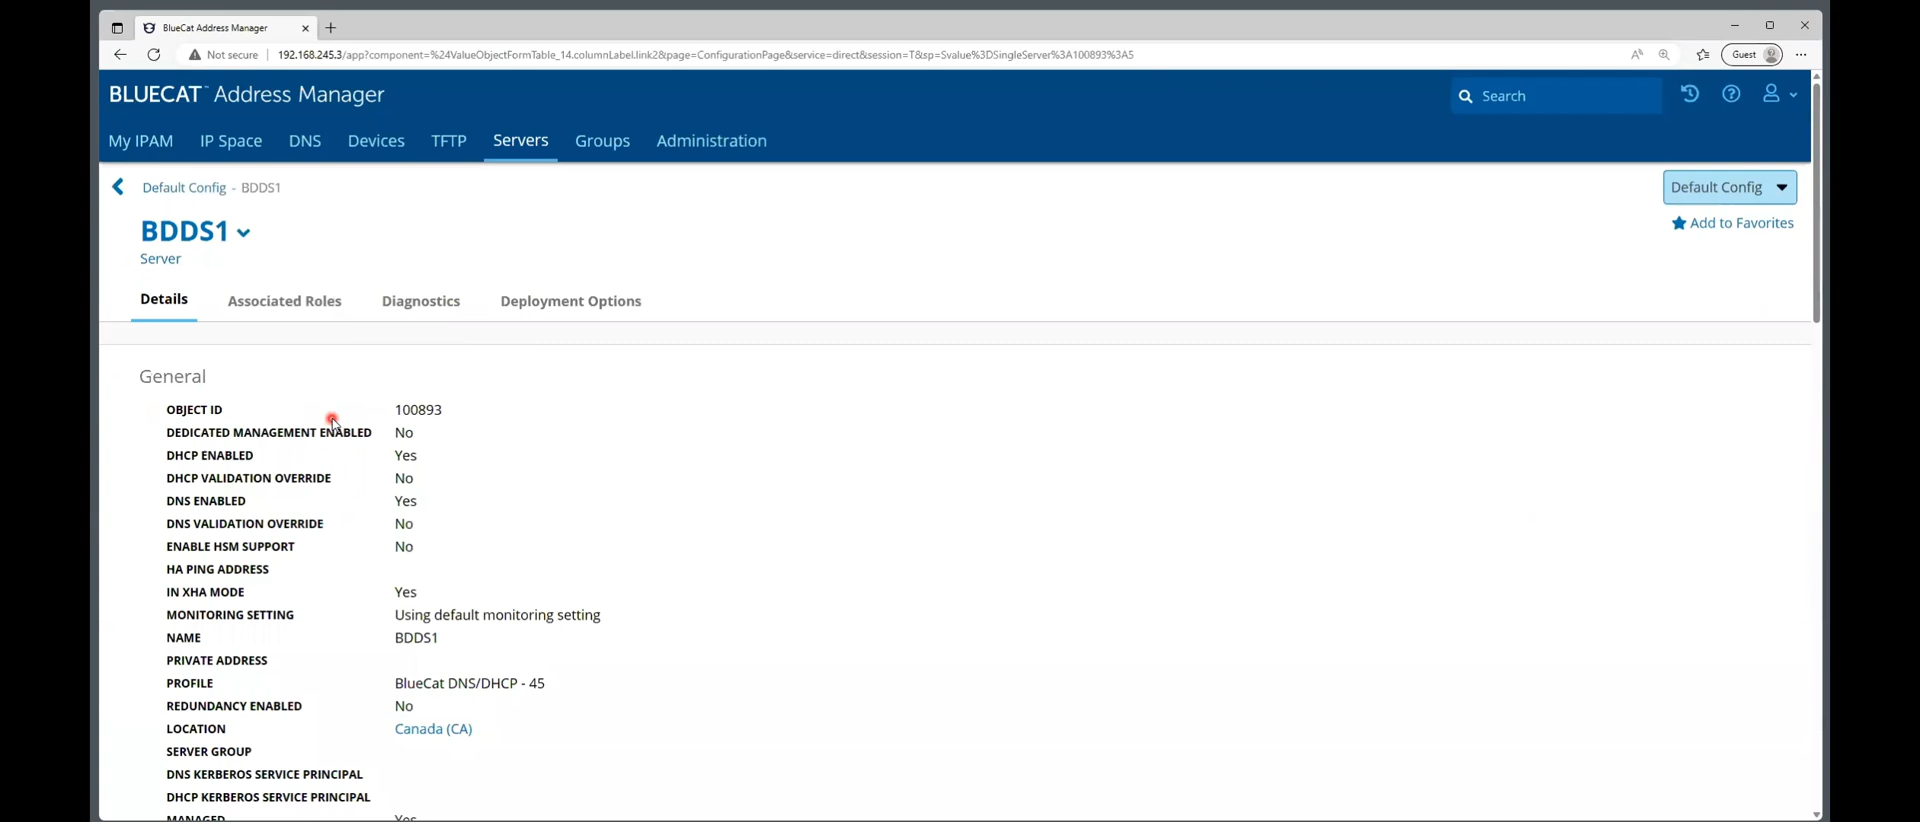 BlueCat Address Manager
Not secure 192.168.245.3/app?component=%24ValueObjectFormTable_14.columnLabel.link2&page=ConfigurationPage&service=direct&session=T&sp=Svalue%3DSingleServer%3A100893%3A5 Guest
BLUECAT™ Address Manager Search
My IPAM IP Space DNS Devices TFTP Servers Groups Administration
Default Config - BDDS1 Default Config
BDDS1 Add to Favorites
Server
Details Associated Roles Diagnostics Deployment Options
General
OBJECT ID 100893
DEDICATED MANAGEMENT ENABLED No
DHCP ENABLED Yes
DHCP VALIDATION OVERRIDE No
DNS ENABLED Yes
DNS VALIDATION OVERRIDE No
ENABLE HSM SUPPORT No
HA PING ADDRESS
IN XHA MODE Yes
MONITORING SETTING Using default monitoring setting
NAME BDDS1
PRIVATE ADDRESS
PROFILE BlueCat DNS/DHCP - 45
REDUNDANCY ENABLED No
LOCATION Canada (CA)
SERVER GROUP
DNS KERBEROS SERVICE PRINCIPAL
DHCP KERBEROS SERVICE PRINCIPAL
MANAGED Yes